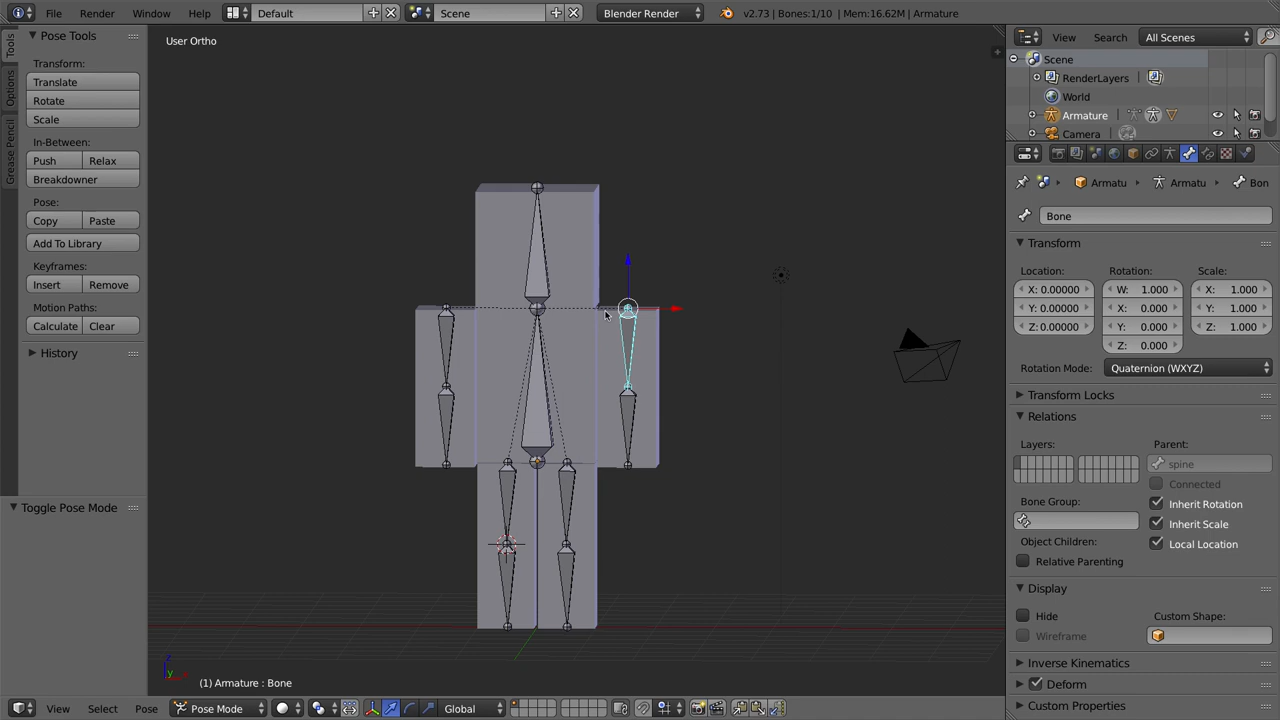 File Render Window Help Default Scene Blender Render v2.73 | Bones:1/10 | Mem:16.62M | Armature
Tools
Options
Grease Pencil
Pose Tools
Transform:
Translate
Rotate
Scale
In-Between:
Push Relax
Breakdowner
Pose:
Copy Paste
Add To Library
Keyframes:
Insert Remove
Motion Paths:
Calculate Clear
History
Toggle Pose Mode
User Ortho
z
y
(1) Armature : Bone
View Select Pose Pose Mode Global
View Search All Scenes
Scene
RenderLayers
World
Armature
Camera
Armatu Armatu Bon
Bone
Transform
Location: Rotation: Scale:
X: 0.00000 W: 1.000 X: 1.000
Y: 0.00000 X: 0.000 Y: 1.000
Z: 0.00000 Y: 0.000 Z: 1.000
Z: 0.000
Rotation Mode: Quaternion (WXYZ)
Transform Locks
Relations
Layers: Parent:
spine
Connected
Bone Group: Inherit Rotation
Inherit Scale
Object Children: Local Location
Relative Parenting
Display
Hide Custom Shape:
Wireframe
Inverse Kinematics
Deform
Custom Properties